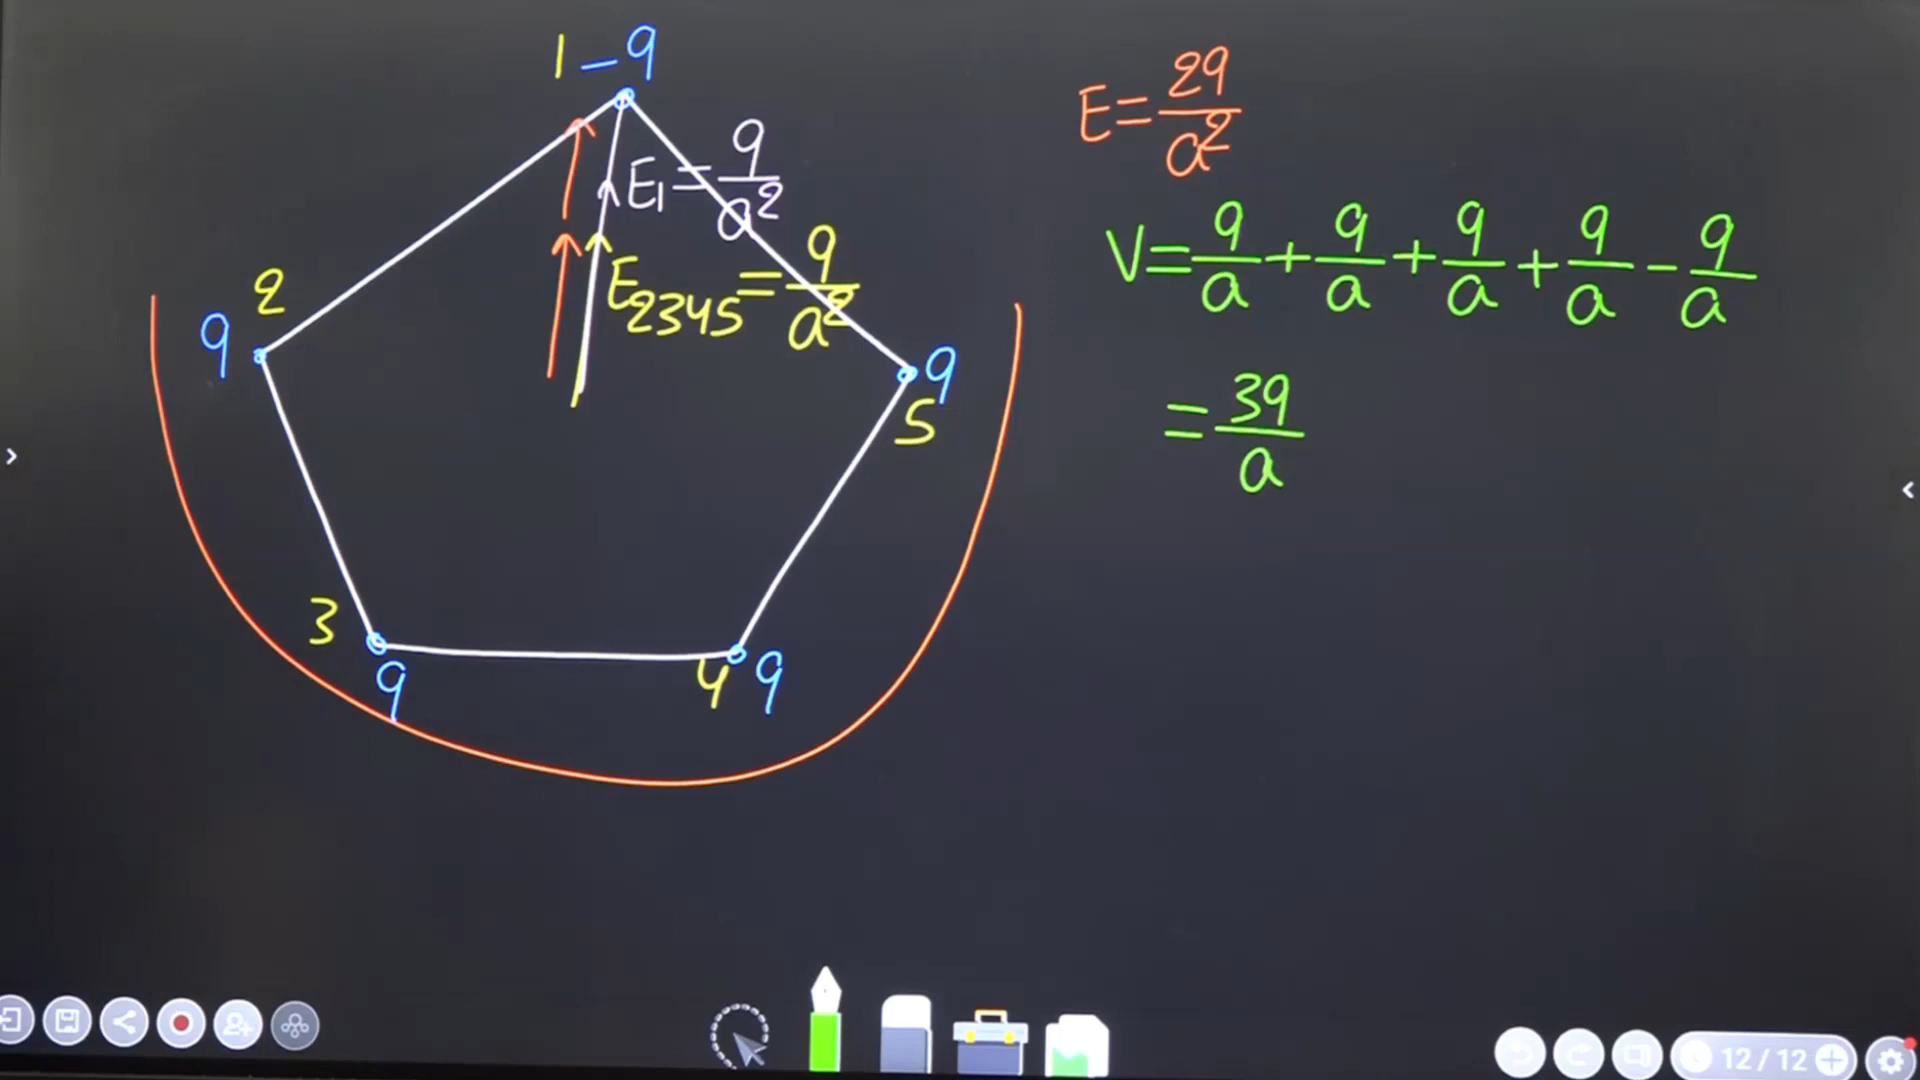 1 -q
E₁ = q/a²
E₂₃₄₅ = q/a²
2
q
q
5
3
q
4 q
E = 2q/a²
V = q/a + q/a + q/a + q/a - q/a
= 3q/a
12 / 12